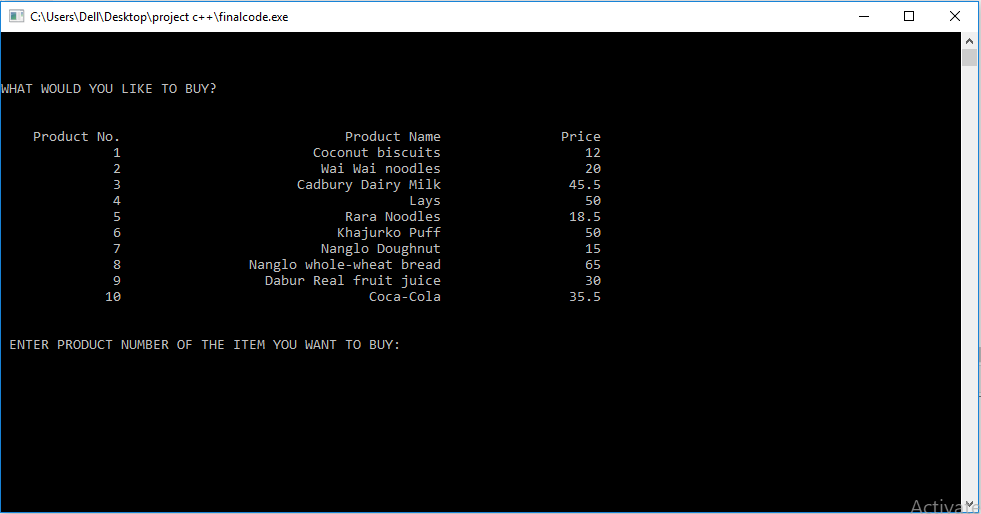 C:\Users\Dell\Desktop\project c++\finalcode.exe
WHAT WOULD YOU LIKE TO BUY?
Product No. Product Name Price
1 Coconut biscuits 12
2 Wai Wai noodles 20
3 Cadbury Dairy Milk 45.5
4 Lays 50
5 Rara Noodles 18.5
6 Khajurko Puff 50
7 Nanglo Doughnut 15
8 Nanglo whole-wheat bread 65
9 Dabur Real fruit juice 30
10 Coca-Cola 35.5
ENTER PRODUCT NUMBER OF THE ITEM YOU WANT TO BUY: